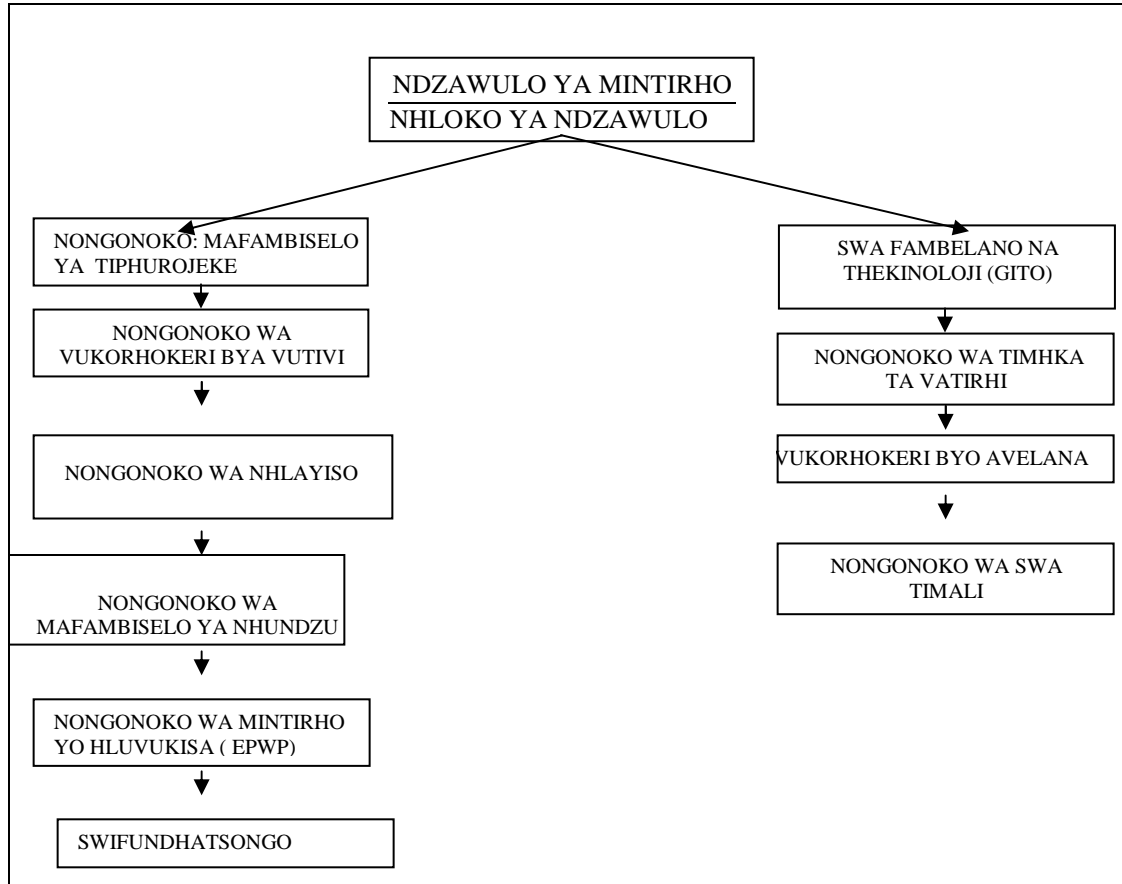 NDZAWULO YA MINTIRHO
NHLOKO YA NDZAWULO
NONGONOKO: MAFAMBISELO
YA TIPHUROJEKE
NONGONOKO WA
VUKORHOKERI BYA VUTIVI
NONGONOKO WA NHLAYISO
NONGONOKO WA
MAFAMBISELO YA NHUNDZU
NONGONOKO WA MINTIRHO
YO HLUVUKISA ( EPWP)
SWIFUNDHATSONGO
SWA FAMBELANO NA
THEKINOLOJI (GITO)
NONGONOKO WA TIMHKA
TA VATIRHI
VUKORHOKERI BYO AVELANA
NONGONOKO WA SWA
TIMALI